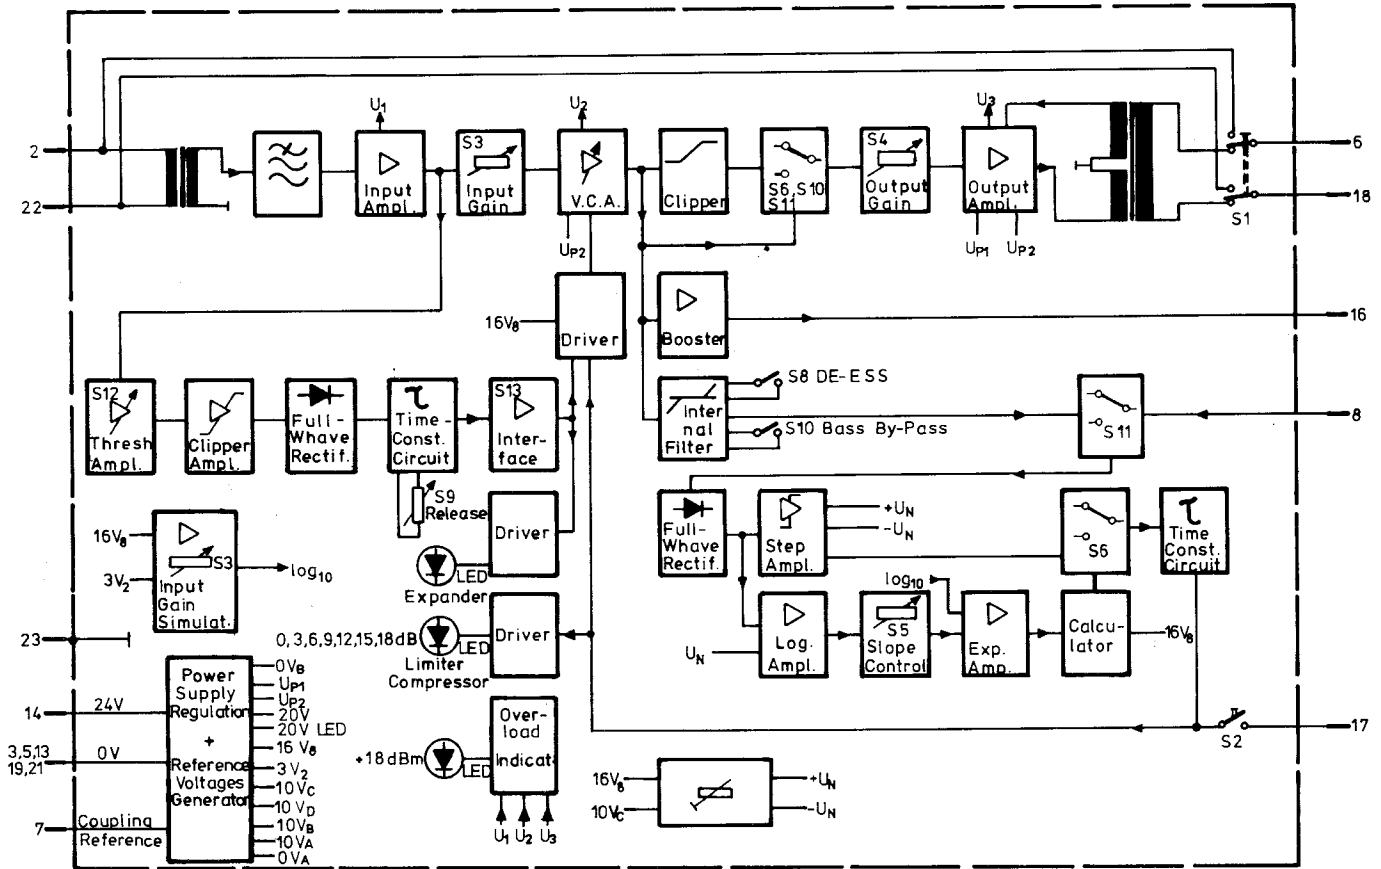 U1
U2
U3
2
22
Input
Ampl.
S3
Input
Gain
V.C.A.
UP2
Clipper
S6, S10
S11
S4
Output
Gain
Output
Ampl.
UP1
UP2
S1
6
18
16V8
Driver
Booster
16
S12
Thresh
Ampl.
Clipper
Ampl.
Full-
Whave
Rectif.
τ
Time-
Const.
Circuit
S13
Inter-
face
S9
Release
Inter
nal
Filter
S8 DE-ESS
S10 Bass By-Pass
S11
8
16V8
3V2
S3
Input
Gain
Simulat.
log10
Driver
LED
Expander
Full-
Whave
Rectif.
Step
Ampl.
+UN
-UN
S6
τ
Time
Const.
Circuit
23
0, 3, 6, 9, 12, 15, 18dB
LED
Limiter
Compressor
Driver
UN
Log.
Ampl.
S5
Slope
Control
log10
Exp.
Amp.
Calcu-
lator
16V8
14
24V
3,5,13
19,21
0V
7
Coupling
Reference
Power
Supply
Regulation
+
Reference
Voltages
Generator
0VB
UP1
UP2
20V
20V LED
16 V8
3V2
10VC
10VD
10VB
10VA
0VA
+18dBm
LED
Over-
load
Indicat.
U1 U2 U3
16V8
10VC
+UN
-UN
S2
17